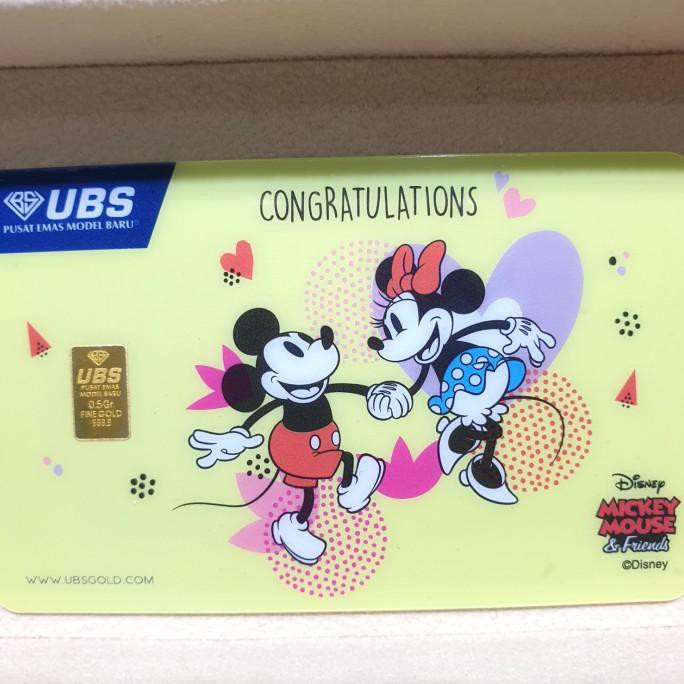 BS UBS
PUSAT EMAS MODEL BARU
CONGRATULATIONS
UBS
PUSAT EMAS
MODEL BARU
0.5Gr.
FINE GOLD
999.9
WWW.UBSGOLD.COM
Disney
MICKEY
MOUSE
& Friends
©Disney